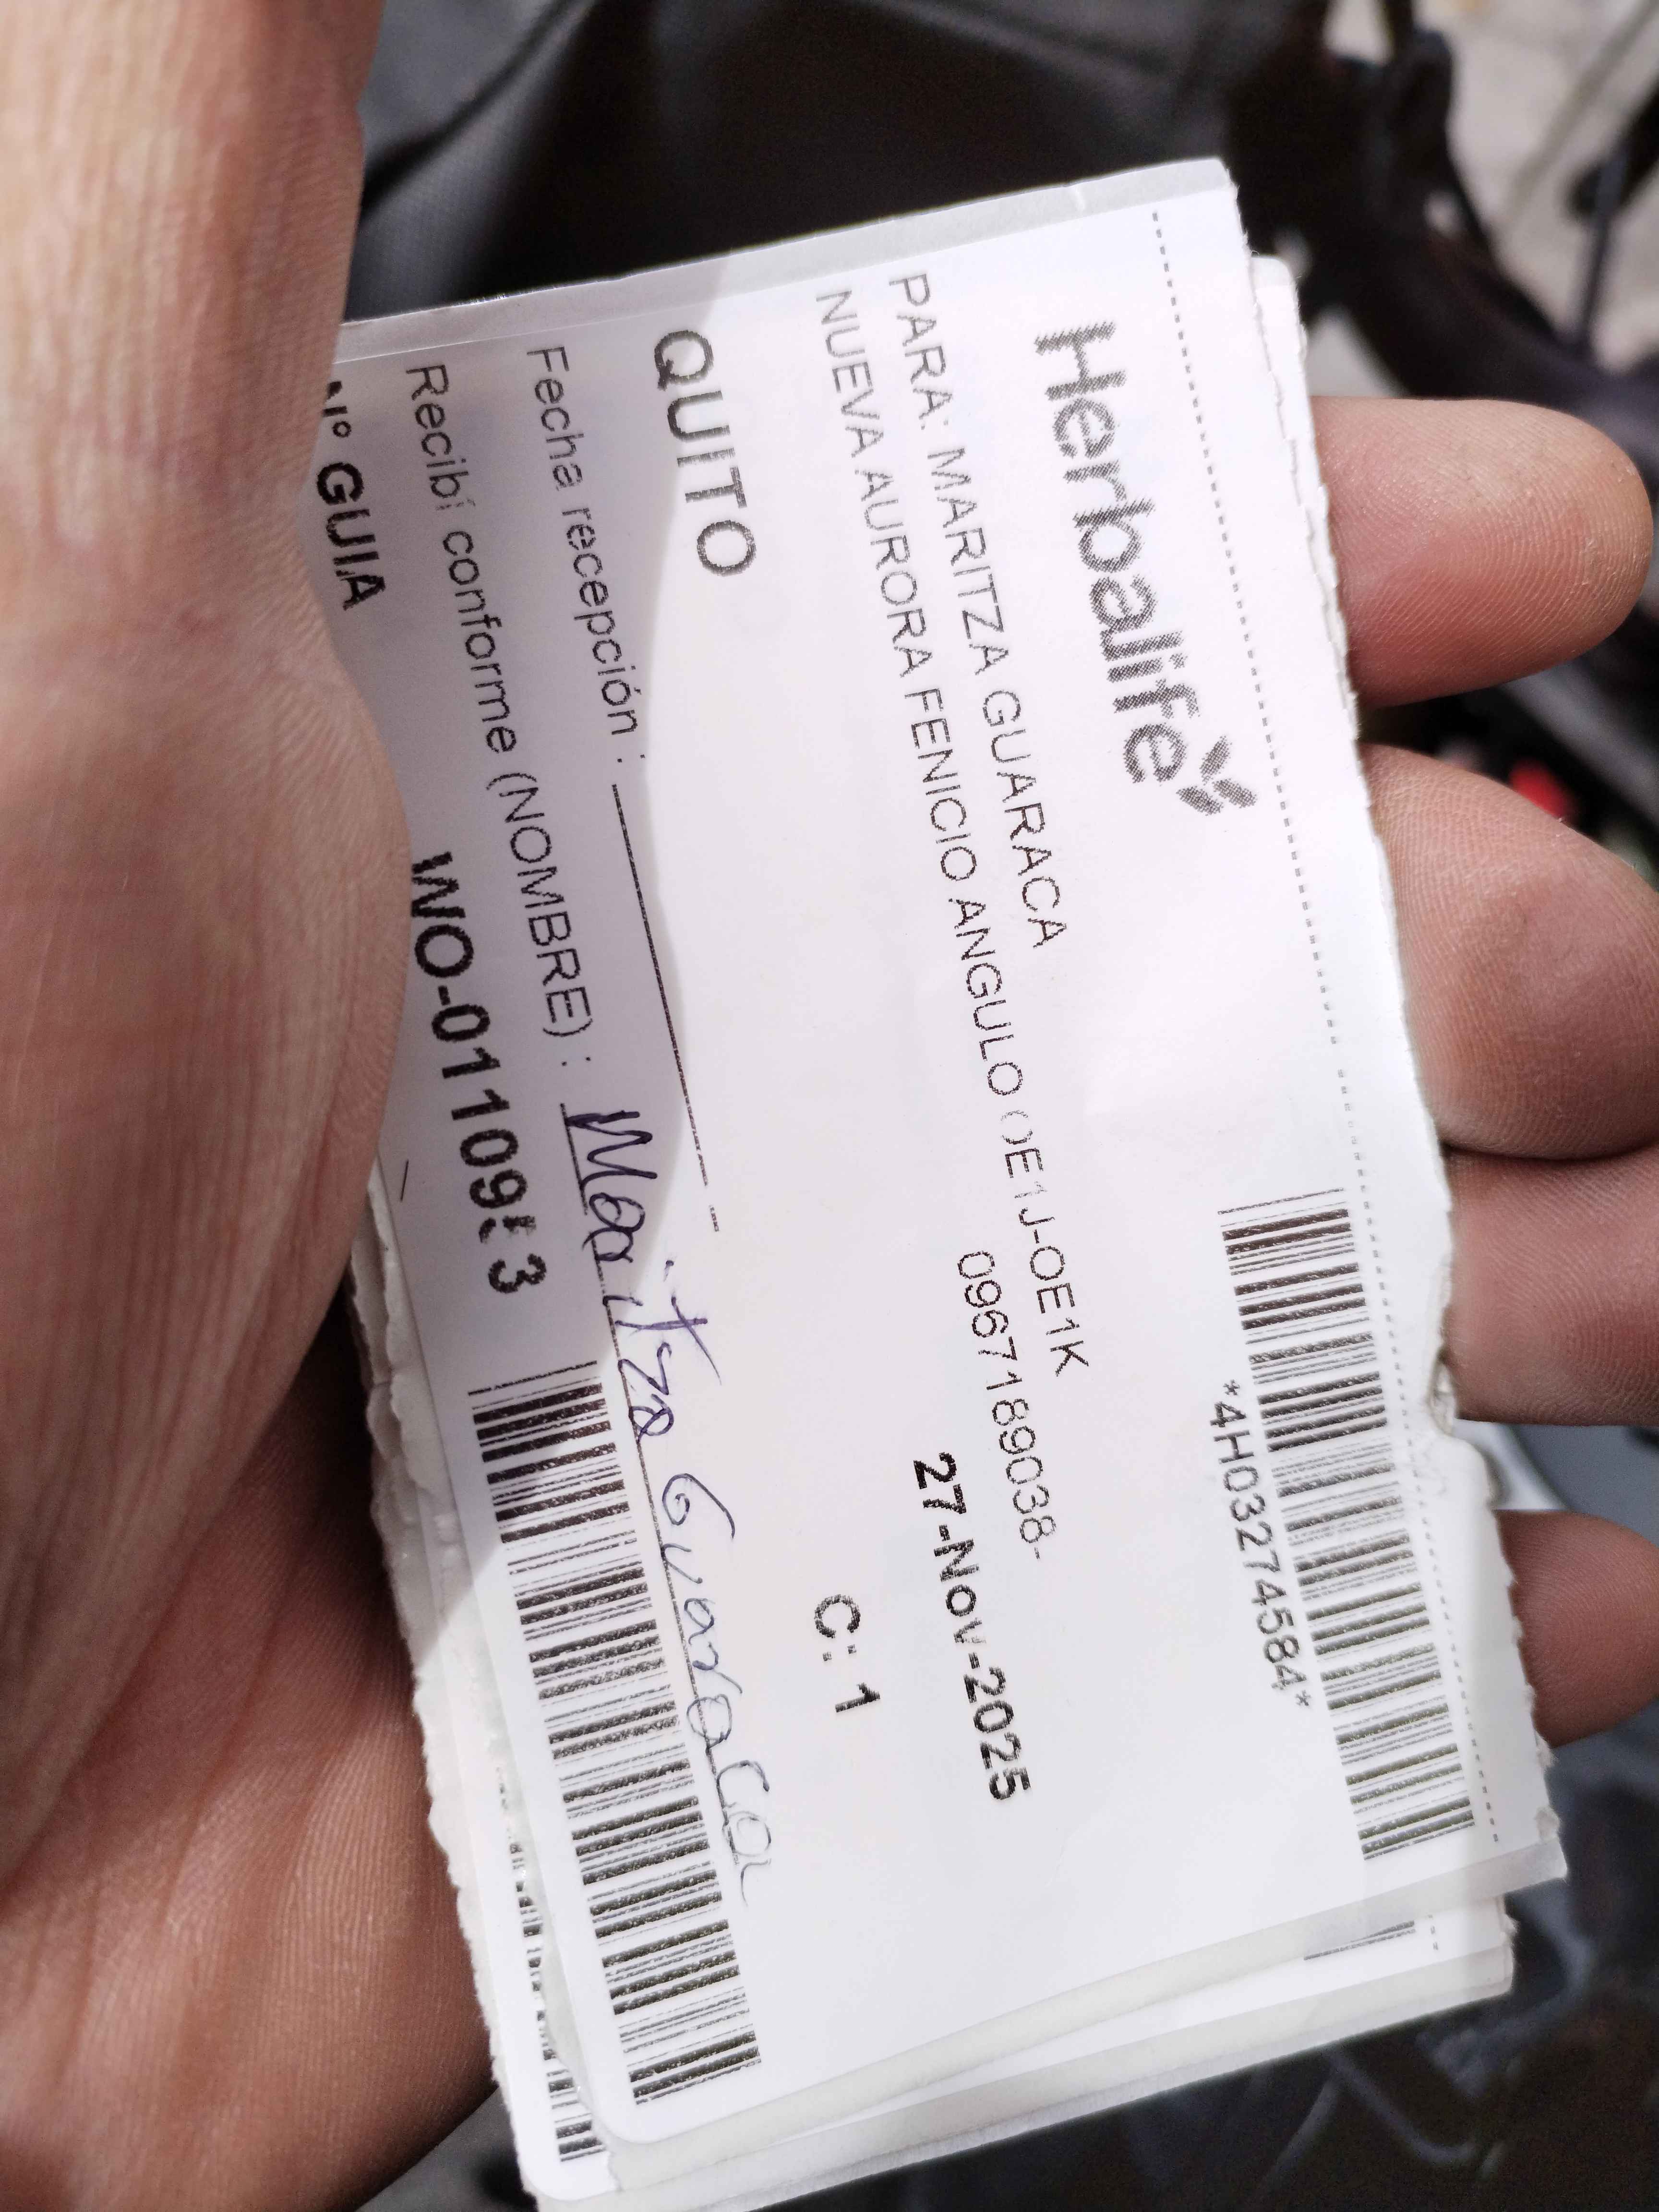 Herbalife
*4H03274584*
PARA: MARITZA GUARACA
NUEVA AURORA FENICIO ANGULO OE1J-OE1K
0967189038-
27-Nov-2025
QUITO
C: 1
Fecha recepción :
Recibí conforme (NOMBRE) : Maritza Guaraca
Nº GUIA